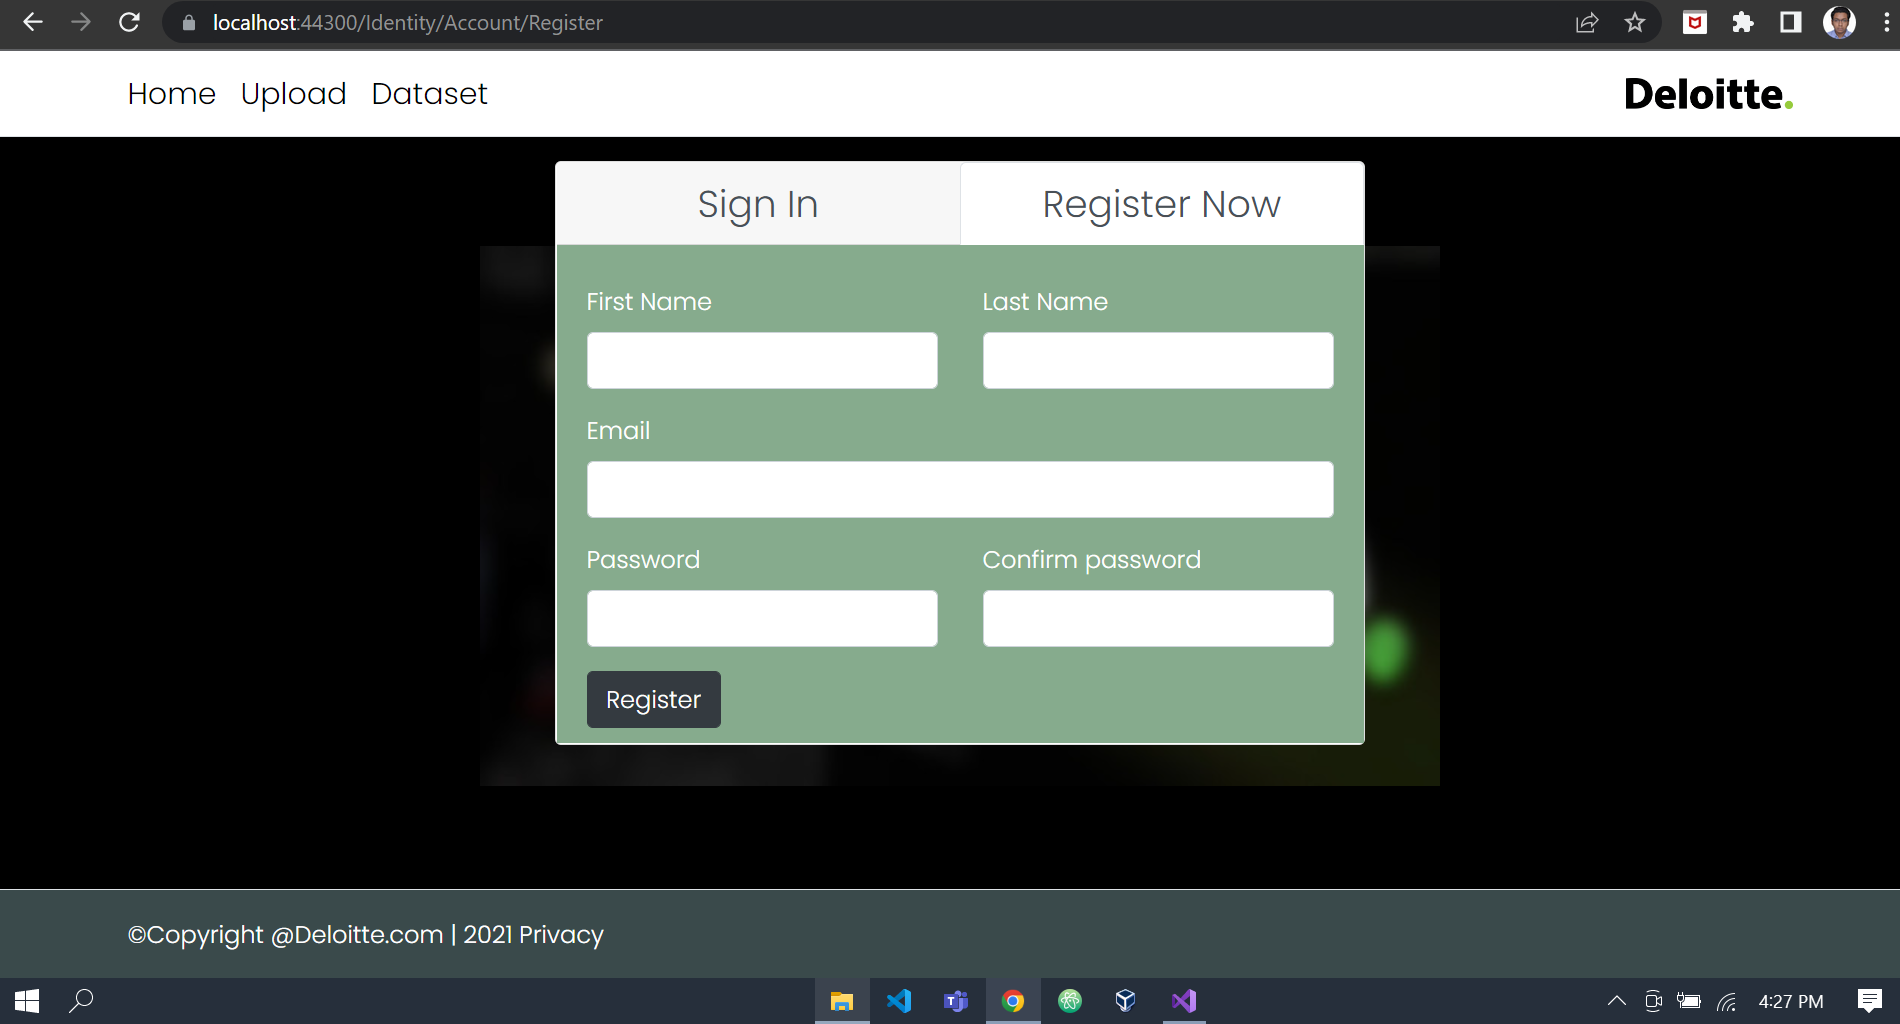 localhost:44300/Identity/Account/Register
Home Upload Dataset
Deloitte.
Sign In
Register Now
First Name
Last Name
Email
Password
Confirm password
Register
©Copyright @Deloitte.com | 2021 Privacy
4:27 PM